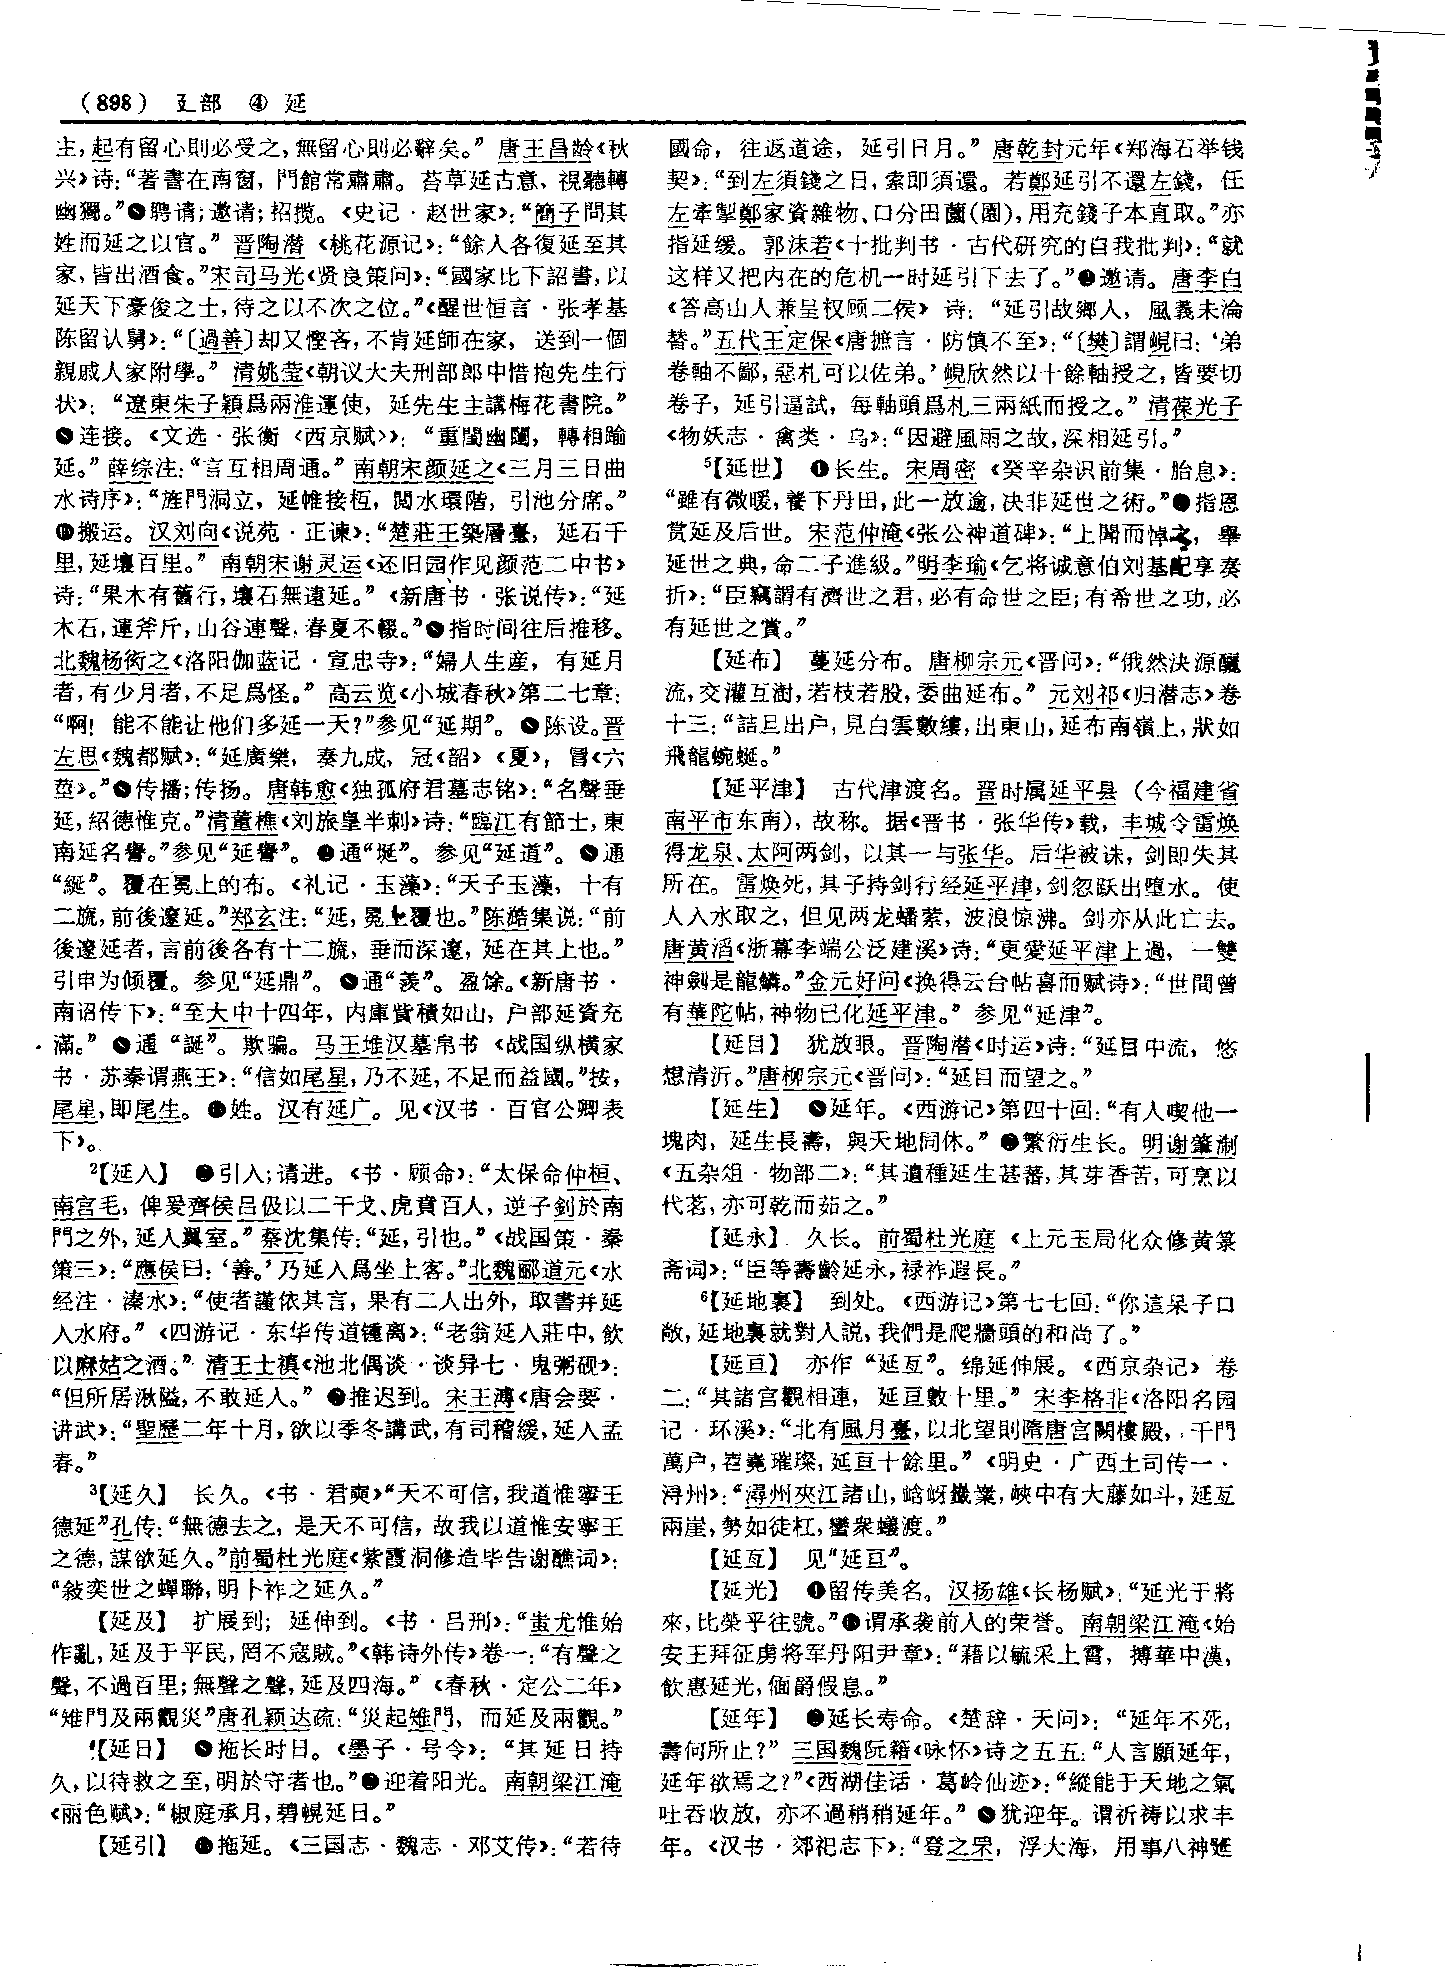 （898） 廴部 ④ 延
主，起有留心則必受之，無留心則必辭矣。”唐王昌龄《秋
兴》诗：“著書在南窗，門館常肅肅。苔草延古意，視聽轉
幽獨。”聘请；邀请；招揽。《史记·赵世家》：“簡子問其
姓而延之以官。”晋陶潜《桃花源记》：“餘人各復延至其
家，皆出酒食。”宋司马光《贤良策问》：“國家比下詔書，以
延天下豪俊之士，待之以不次之位。”《醒世恒言·张孝基
陈留认舅》：“〔過善〕却又慳吝，不肯延師在家，送到一個
親戚人家附學。”清姚莹《朝议大夫刑部郎中惜抱先生行
状》：“遼東朱子潁爲兩淮運使，延先生主講梅花書院。”
连接。《文选·张衡〈西京赋〉》：“重閨幽闥，轉相踰
延。”薛综注：“言互相周通。”南朝宋颜延之《三月三日曲
水诗序》：“旌門洞立，延帷接枑，閱水環階，引池分席。”
搬运。汉刘向《说苑·正谏》：“楚莊王築層臺，延石千
里，延壤百里。”南朝宋谢灵运《还旧园作见颜范二中书》
诗：“果木有舊行，壤石無遠延。”《新唐书·张说传》：“延
木石，運斧斤，山谷連聲，春夏不輟。”指时间往后推移。
北魏杨衒之《洛阳伽蓝记·宣忠寺》：“婦人生産，有延月
者，有少月者，不足爲怪。”高云览《小城春秋》第二七章：
“啊！能不能让他们多延一天？”参见“延期”。陈设。晋
左思《魏都赋》：“延廣樂，奏九成，冠《韶》《夏》，冒《六
莖》。”传播；传扬。唐韩愈《独孤府君墓志铭》：“名聲垂
延，紹德惟克。”清董樵《刘旅皇半刺》诗：“臨江有節士，東
南延名譽。”参见“延譽”。通“埏”。参见“延道”。通
“綖”。覆在冕上的布。《礼记·玉藻》：“天子玉藻，十有
二旒，前後邃延。”郑玄注：“延，冕上覆也。”陈澔集说：“前
後邃延者，言前後各有十二旒，垂而深邃，延在其上也。”
引申为倾覆。参见“延鼎”。通“羨”。盈馀。《新唐书·
南诏传下》：“至大中十四年，内庫貲積如山，户部延資充
滿。”通“誕”。欺骗。马王堆汉墓帛书《战国纵横家
书·苏秦谓燕王》：“信如尾星，乃不延，不足而益國。”按，
尾星，即尾生。姓。汉有延广。见《汉书·百官公卿表
下》。
2【延入】 引入；请进。《书·顾命》：“太保命仲桓、
南宫毛，俾爰齊侯吕伋以二干戈、虎賁百人，逆子釗於南
門之外，延入翼室。”蔡沈集传：“延，引也。”《战国策·秦
策三》：“應侯曰：‘善。’乃延入爲坐上客。”北魏郦道元《水
经注·溱水》：“使者謹依其言，果有二人出外，取書并延
入水府。”《四游记·东华传道锺离》：“老翁延入莊中，飲
以麻姑之酒。”清王士禛《池北偶谈·谈异七·鬼粥砚》：
“但所居湫隘，不敢延入。”推迟到。宋王溥《唐会要·
讲武》：“聖歷二年十月，欲以季冬講武，有司稽緩，延入孟
春。”
3【延久】 长久。《书·君奭》“天不可信，我道惟寧王
德延”孔传：“無德去之，是天不可信，故我以道惟安寧王
之德，謀欲延久。”前蜀杜光庭《紫霞洞修造毕告谢醮词》：
“敍奕世之蟬聯，明卜祚之延久。”
【延及】 扩展到；延伸到。《书·吕刑》：“蚩尤惟始
作亂，延及于平民，罔不寇賊。”《韩诗外传》卷一：“有聲之
聲，不過百里；無聲之聲，延及四海。”《春秋·定公二年》
“雉門及兩觀災”唐孔颖达疏：“災起雉門，而延及兩觀。”
【延日】 拖长时日。《墨子·号令》：“其延日持
久，以待救之至，明於守者也。”迎着阳光。南朝梁江淹
《丽色赋》：“椒庭承月，碧幌延日。”
【延引】 拖延。《三国志·魏志·邓艾传》：“若待
國命，往返道途，延引日月。”唐乾封元年《郑海石举钱
契》：“到左須錢之日，索即須還。若鄭延引不還左錢，任
左牽掣鄭家資雜物、口分田薗（園），用充錢子本直取。”亦
指延缓。郭沫若《十批判书·古代研究的自我批判》：“就
这样又把内在的危机一时延引下去了。”邀请。唐李白
《答高山人兼呈权顾二侯》诗：“延引故鄉人，風義未淪
替。”五代王定保《唐摭言·防慎不至》：“〔樊〕謂蜆曰：‘弟
卷軸不鄙，惡札可以佐弟。’蜆欣然以十餘軸授之，皆要切
卷子，延引逼試，每軸頭爲札三兩紙而授之。”清葆光子
《物妖志·禽类·乌》：“因避風雨之故，深相延引。”
5【延世】 ❶长生。宋周密《癸辛杂识前集·胎息》：
“雖有微暖，養下丹田，此一放逾，决非延世之術。”指恩
赏延及后世。宋范仲淹《张公神道碑》：“上聞而悼之，舉
延世之典，命二子進級。”明李瑜《乞将诚意伯刘基配享奏
折》：“臣竊謂有濟世之君，必有命世之臣；有希世之功，必
有延世之賞。”
【延布】 蔓延分布。唐柳宗元《晋问》：“俄然決源釃
流，交灌互澍，若枝若股，委曲延布。”元刘祁《归潜志》卷
十三：“詰旦出户，見白雲數縷，出東山，延布南嶺上，狀如
飛龍蜿蜒。”
【延平津】 古代津渡名。晋时属延平县（今福建省
南平市东南），故称。据《晋书·张华传》载，丰城令雷焕
得龙泉、太阿两剑，以其一与张华。后华被诛，剑即失其
所在。雷焕死，其子持剑行经延平津，剑忽跃出堕水。使
人入水取之，但见两龙蟠萦，波浪惊沸。剑亦从此亡去。
唐黄滔《浙幕李端公泛建溪》诗：“更愛延平津上過，一雙
神劍是龍鱗。”金元好问《换得云台帖喜而赋诗》：“世間曾
有華陀帖，神物已化延平津。”参见“延津”。
【延目】 犹放眼。晋陶潜《时运》诗：“延目中流，悠
想清沂。”唐柳宗元《晋问》：“延目而望之。”
【延生】 延年。《西游记》第四十回：“有人喫他一
塊肉，延生長壽，與天地同休。”繁衍生长。明谢肇淛
《五杂俎·物部二》：“其遺種延生甚蕃，其芽香苦，可烹以
代茗，亦可乾而茹之。”
【延永】 久长。前蜀杜光庭《上元玉局化众修黄箓
斋词》：“臣等壽齡延永，禄祚遐長。”
6【延地裏】 到处。《西游记》第七七回：“你這呆子口
敞，延地裏就對人説，我們是爬牆頭的和尚了。”
【延亘】 亦作“延亙”。绵延伸展。《西京杂记》卷
二：“其諸宫觀相連，延亘數十里。”宋李格非《洛阳名园
记·环溪》：“北有風月臺，以北望則隋唐宫闕樓殿，千門
萬户，岧嶤璀璨，延亘十餘里。”《明史·广西土司传一·
浔州》：“潯州夾江諸山，峆岈巀嶪，峽中有大藤如斗，延亙
兩崖，勢如徒杠，蠻衆蟻渡。”
【延亙】 见“延亘”。
【延光】 ❶留传美名。汉扬雄《长杨赋》：“延光于將
來，比榮乎往號。”谓承袭前人的荣誉。南朝梁江淹《始
安王拜征虏将军丹阳尹章》：“藉以毓采上霄，搏華中漢，
飲惠延光，偭爵假息。”
【延年】 延长寿命。《楚辞·天问》：“延年不死，
壽何所止？”三国魏阮籍《咏怀》诗之五五：“人言願延年，
延年欲焉之？”《西湖佳话·葛岭仙迹》：“縱能于天地之氣
吐吞收放，亦不過稍稍延年。”犹迎年。谓祈祷以求丰
年。《汉书·郊祀志下》：“登之罘，浮大海，用事八神延